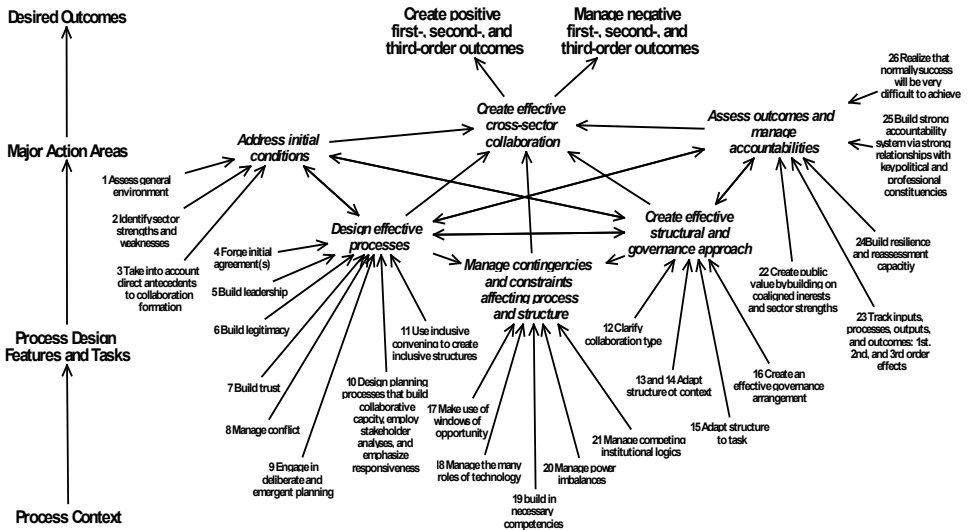 Desired Outcomes
Create positive
first-, second-, and
third-order outcomes
Manage negative
first-, second-, and
third-order outcomes
26 Realize that
normally success
will be very
difficult to achieve
Major Action Areas
Address initial
conditions
Create effective
cross-sector
collaboration
Assess outcomes and
manage
accountabilities
25 Build strong
accountability
system via strong
relationships with
key political and
professional
constituencies
1 Assess general
environment
2 Identify sector
strengths and
weaknesses
3 Take into account
direct antecedents
to collaboration
formation
Design effective
processes
Create effective
structural and
governance approach
Manage contingencies
and constraints
affecting process
and structure
4 Forge initial
agreement(s)
5 Build leadership
6 Build legitimacy
7 Build trust
8 Manage conflict
9 Engage in
deliberate and
emergent planning
10 Design planning
processes that build
collaborative
capcity, employ
stakeholder
analyses, and
emphasize
responsiveness
11 Use inclusive
convening to create
inclusive structures
12 Clarify
collaboration type
13 and 14 Adapt
structure ot context
15 Adapt structure
to task
16 Create an
effective governance
arrangement
17 Make use of
windows of
opportunity
18 Manage the many
roles of technology
19 build in
necessary
competencies
20 Manage power
imbalances
21 Manage competing
institutional logics
22 Create public
value by building on
coaligned inerests
and sector strengths
23 Track inputs,
processes, outputs,
and outcomes: 1st.
2nd, and 3rd order
effects
24 Build resilience
and reassessment
capacitiy
Process Design
Features and Tasks
Process Context